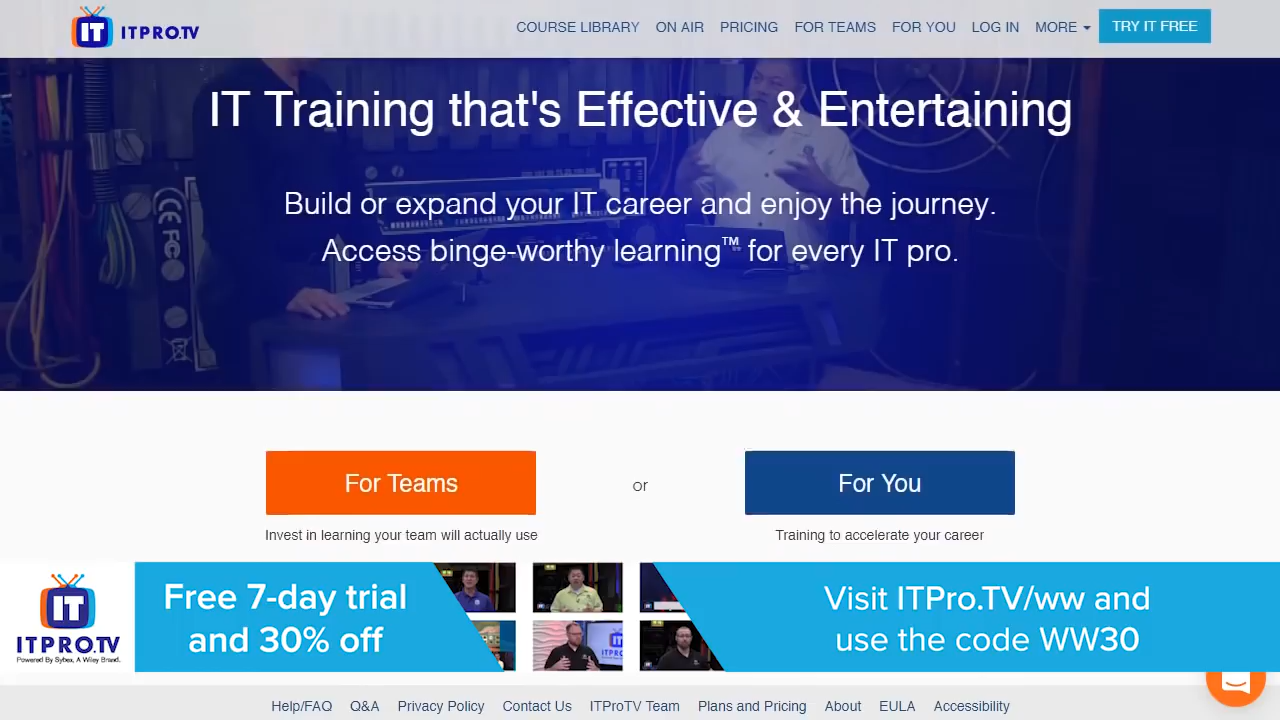 IT
ITPRO.TV
COURSE LIBRARY
ON AIR
PRICING
FOR TEAMS
FOR YOU
LOG IN
MORE
TRY IT FREE
IT Training that's Effective & Entertaining
Build or expand your IT career and enjoy the journey.
Access binge-worthy learning™ for every IT pro.
For Teams
or
For You
Invest in learning your team will actually use
Training to accelerate your career
IT
ITPRO.TV
Powered By Sybex, A Wiley Brand.
Free 7-day trial
and 30% off
Visit ITPro.TV/ww and
use the code WW30
Help/FAQ
Q&A
Privacy Policy
Contact Us
ITProTV Team
Plans and Pricing
About
EULA
Accessibility